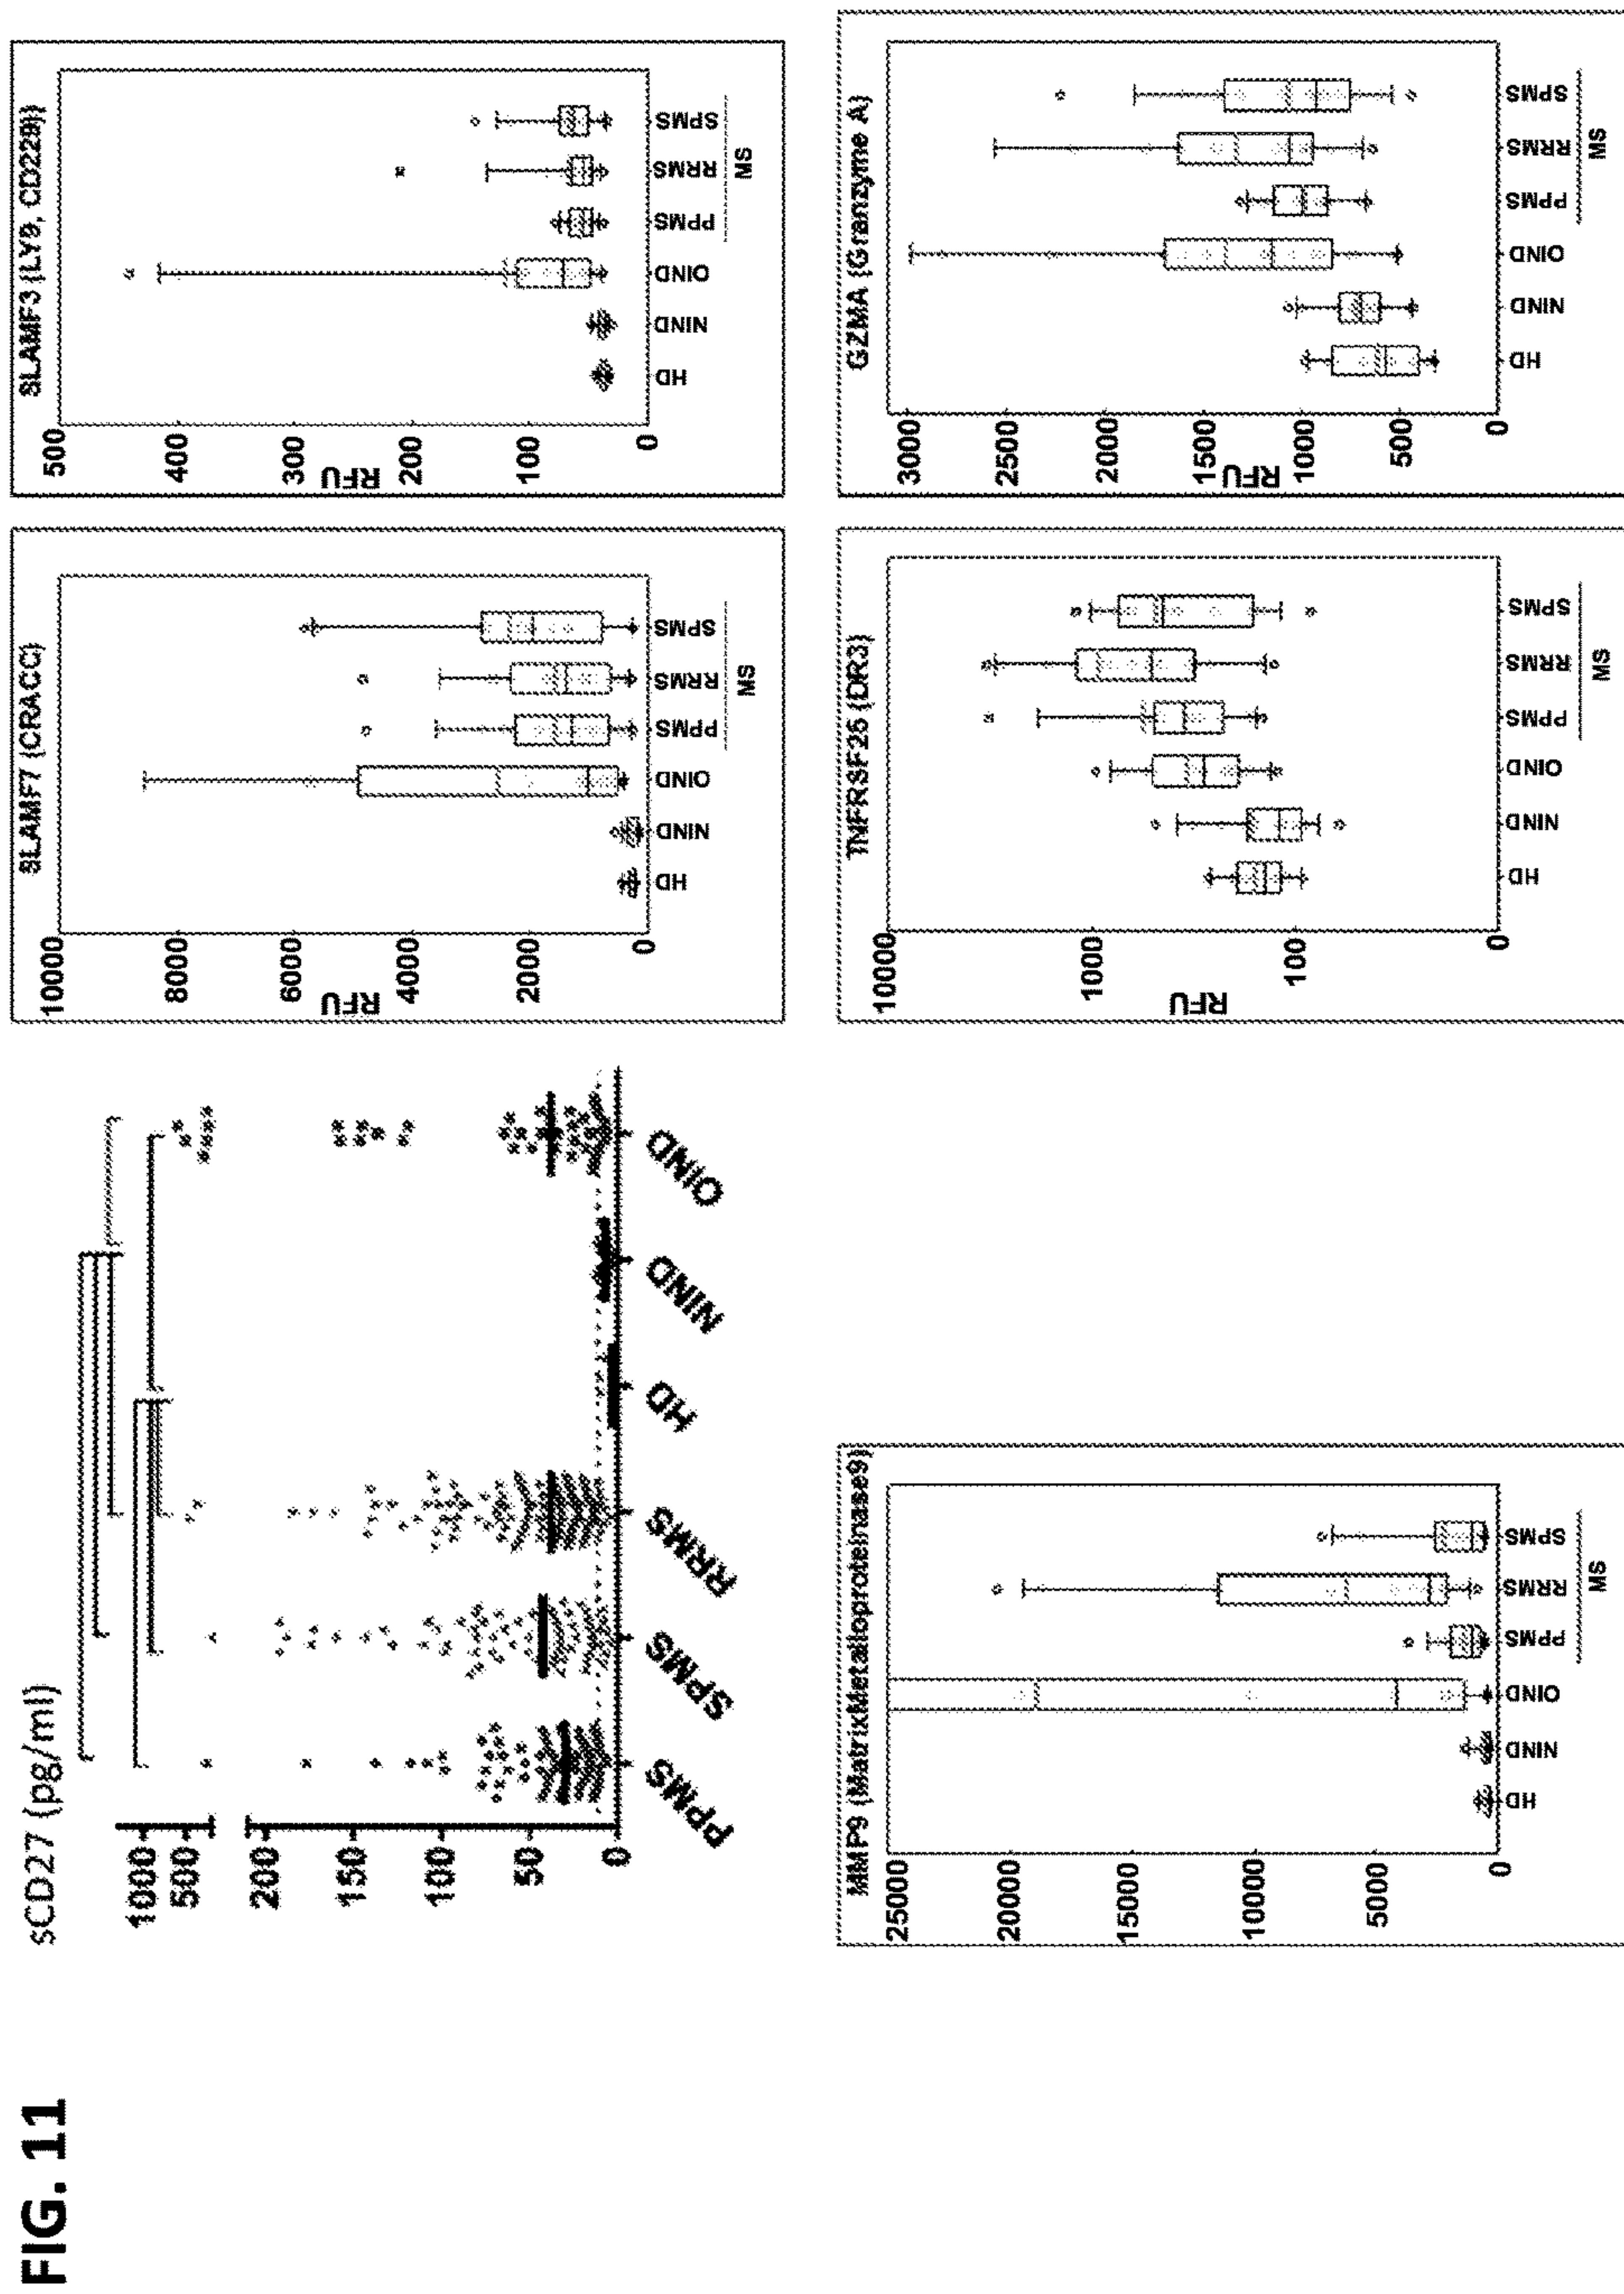 FIG. 11
sCD27 (pg/ml)
1000
500
200
150
100
50
0
PPMS
SPMS
RRMS
HD
NIND
OIND
SLAMF7 (CRACC)
10000
8000
6000
4000
2000
0
RFU
HD
NIND
OIND
PPMS
RRMS
SPMS
MS
SLAMF3 (LY9, CD229)
500
400
300
200
100
0
RFU
HD
NIND
OIND
PPMS
RRMS
SPMS
MS
MMP9 (MatrixMetalloproteinase9)
25000
20000
15000
10000
5000
0
HD
NIND
OIND
PPMS
RRMS
SPMS
MS
TNFRSF25 (DR3)
10000
1000
100
0
RFU
HD
NIND
OIND
PPMS
RRMS
SPMS
MS
GZMA (Granzyme A)
3000
2500
2000
1500
1000
500
0
RFU
HD
NIND
OIND
PPMS
RRMS
SPMS
MS